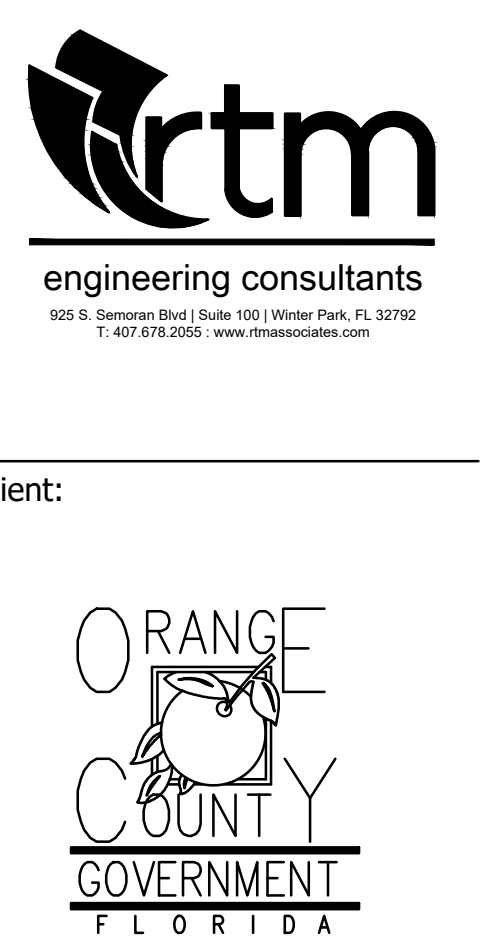 rtm
engineering consultants
925 S. Semoran Blvd | Suite 100 | Winter Park, FL 32792
T: 407.678.2055 : www.rtmassociates.com
ient:
ORANGE
COUNTY
GOVERNMENT
FLORIDA